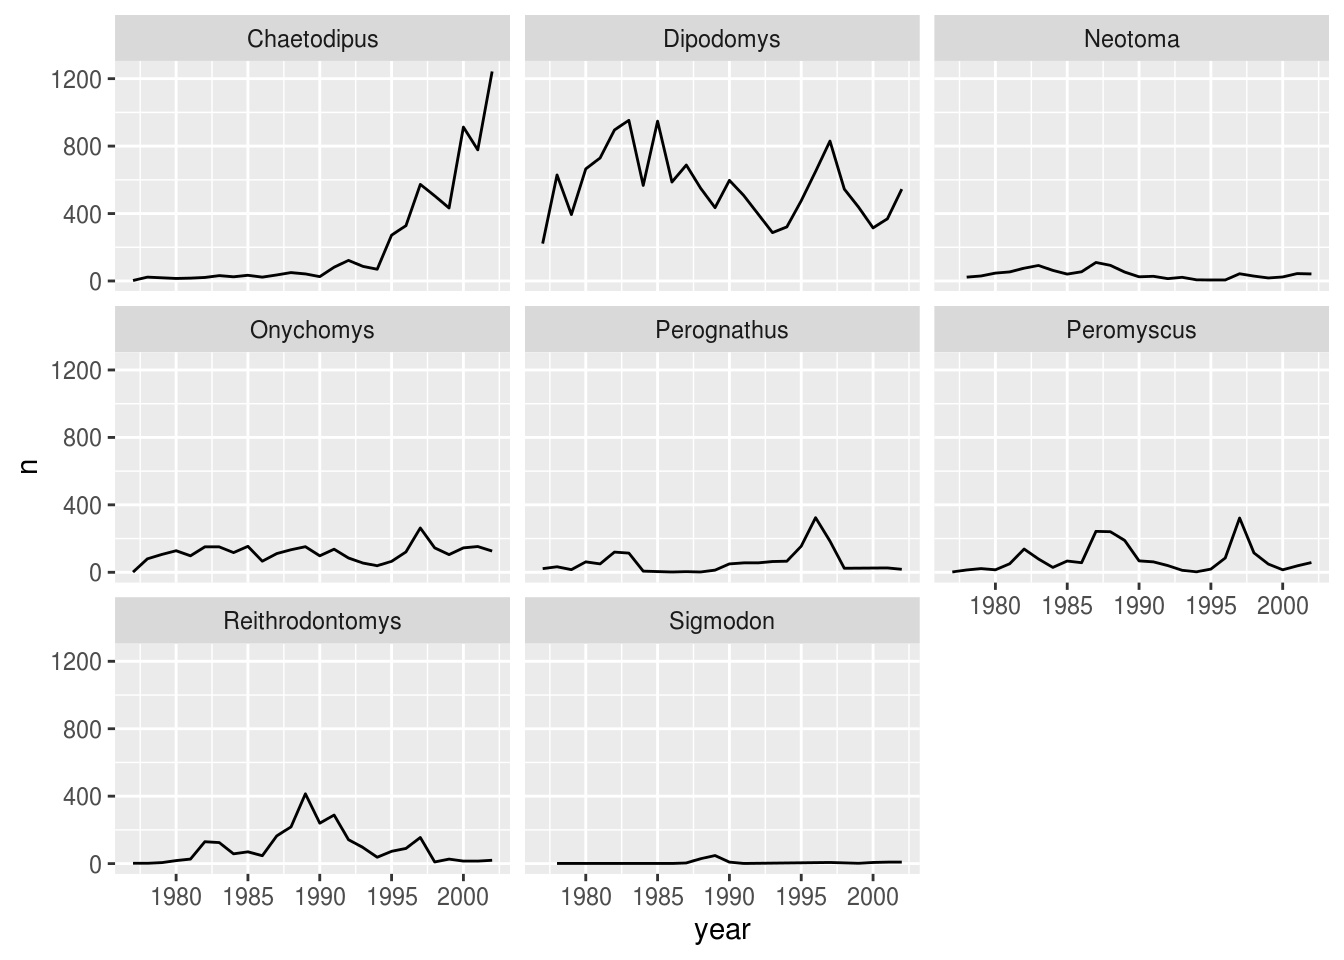 Chaetodipus Dipodomys Neotoma
1200
800
400
0
Onychomys Perognathus Peromyscus
1200
800
400
0
n
1980 1985 1990 1995 2000
Reithrodontomys Sigmodon
1200
800
400
0
1980 1985 1990 1995 2000 1980 1985 1990 1995 2000
year